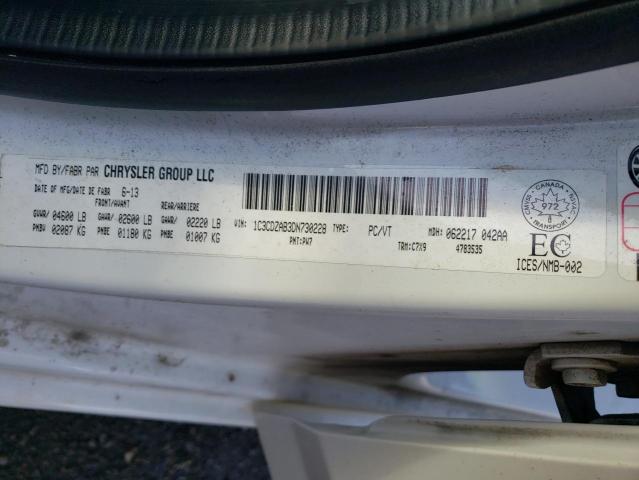 MFD BY/FABR PAR CHRYSLER GROUP LLC
DATE OF MFG/DATE DE FABR 6-13
FRONT/AVANT REAR/ARRIERE
GVWR/ 04600 LB GAWR/ 02600 LB GAWR/ 02220 LB
PNBV 02087 KG PNBE 01180 KG PNBE 01007 KG
VIN: 1C3CDZAB3DN730228 TYPE: PC/VT MDH: 062217 042AA
PNT:PW7 TRM:C7X9 4783535
CANADA
972
8
CMVSS NSVAC
TRANSPORT
EC
ICES/NMB-002